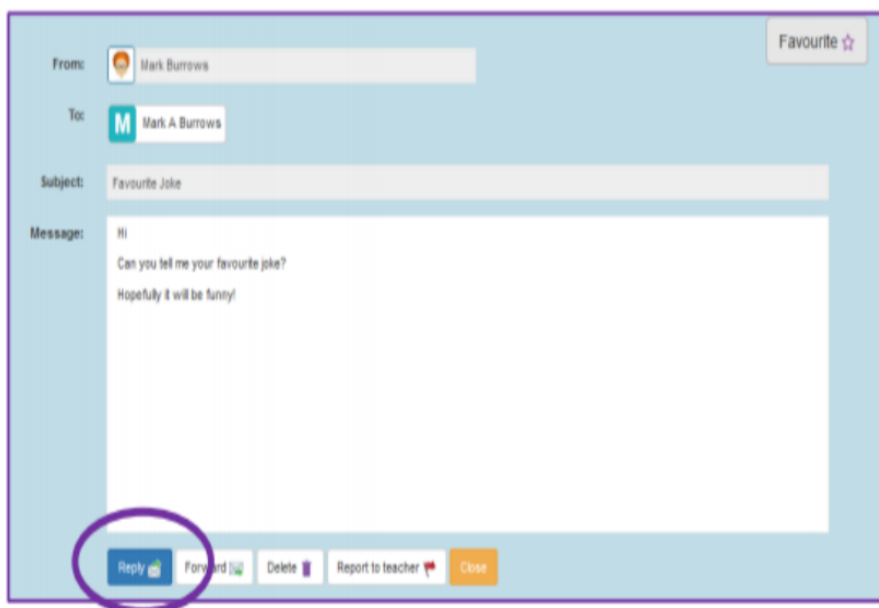 Favourite
From: Mark Burrows
To: M Mark A Burrows
Subject: Favourite Joke
Message: Hi
Can you tell me your favourite joke?
Hopefully it will be funny!
Reply Forward Delete Report to teacher Close